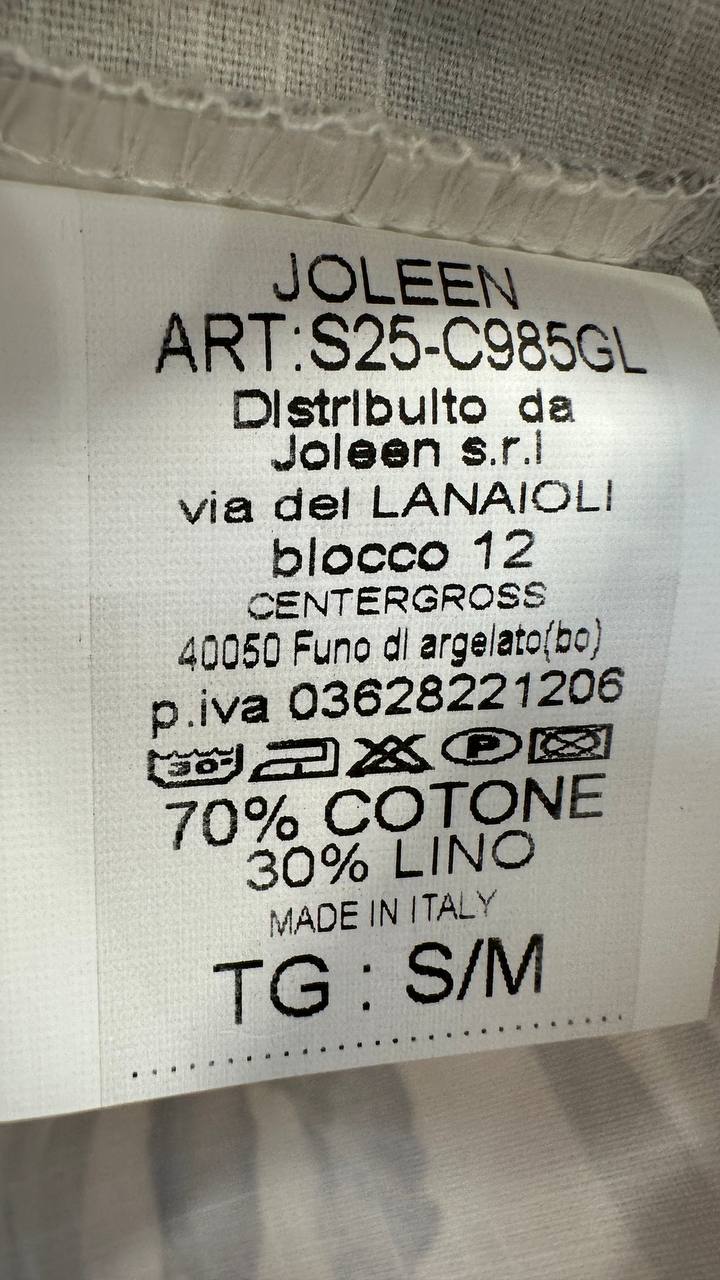 JOLEEN
ART:S25-C985GL
Distribuito da
Joleen s.r.l
via dei LANAIOLI
blocco 12
CENTERGROSS
40050 Funo di argelato(bo)
p.iva 03628221206
30°
P
70% COTONE
30% LINO
MADE IN ITALY
TG : S/M